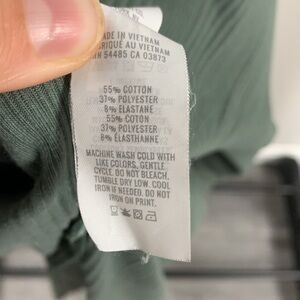 MADE IN VIETNAM
FABRIQUÉ AU VIETNAM
54485 CA 03873
55% COTTON
37% POLYESTER
8% ELASTANE
55% COTON
37% POLYESTER
8% ELASTHANNE
MACHINE WASH COLD WITH
LIKE COLORS, GENTLE
CYCLE. DO NOT BLEACH.
TUMBLE DRY LOW. COOL
IRON IF NEEDED. DO NOT
IRON ON PRINT.